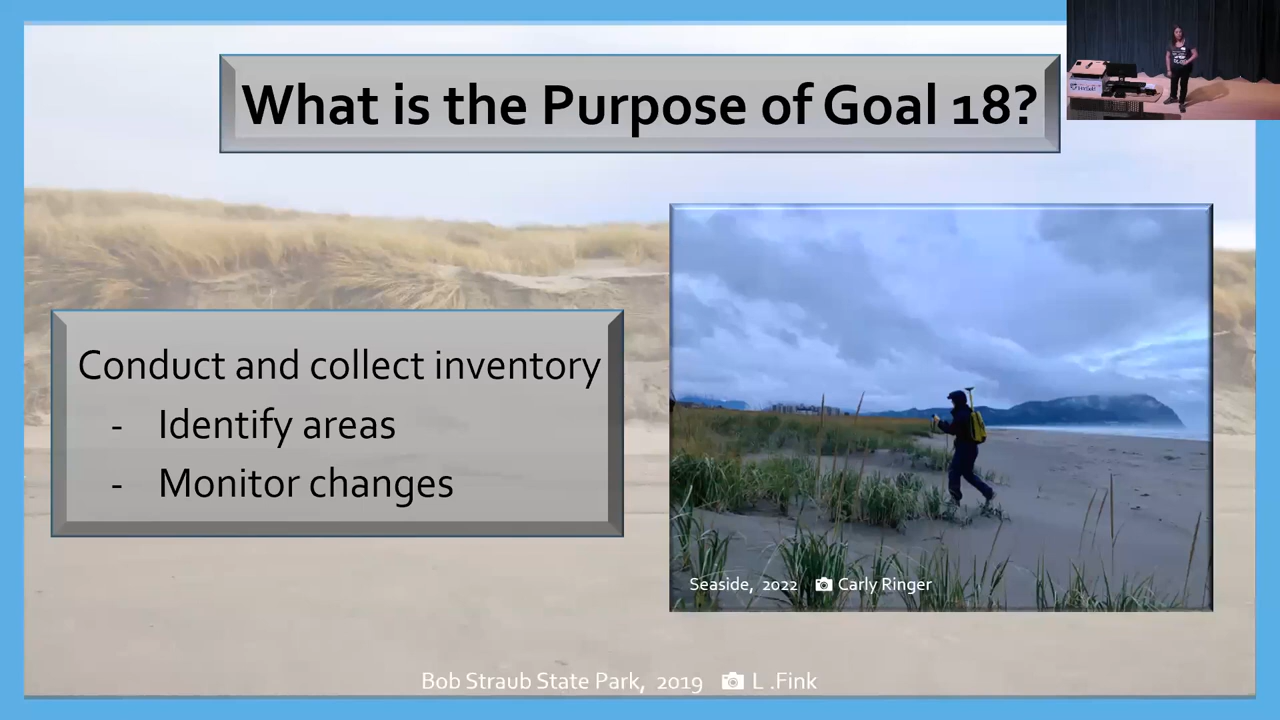 What is the Purpose of Goal 18?
Conduct and collect inventory
- Identify areas
- Monitor changes
Seaside, 2022 Carly Ringer
Bob Straub State Park, 2019 L .Fink